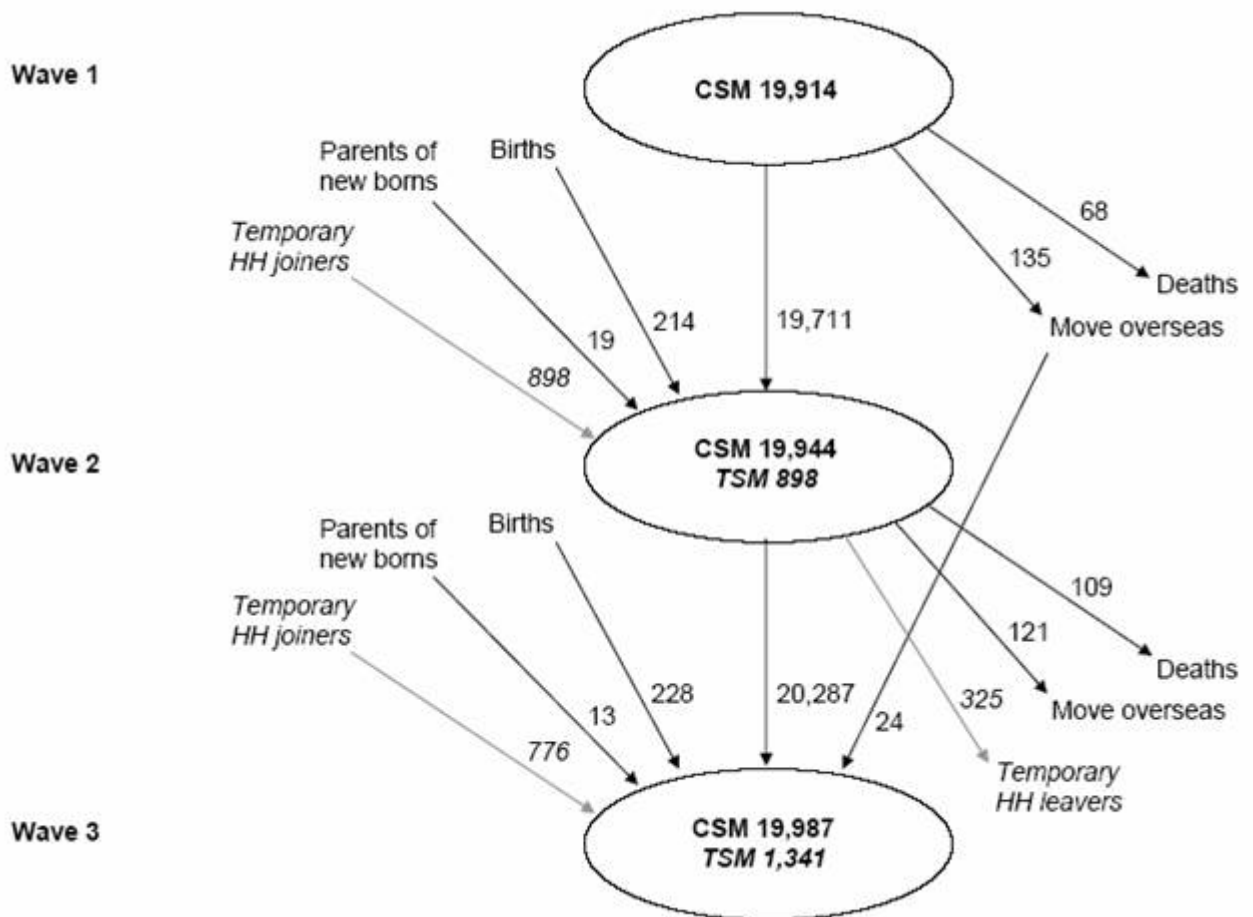 Wave 1
CSM 19,914
Parents of
new borns
Births
Temporary
HH joiners
68
135
Deaths
Move overseas
19
214
19,711
898
Wave 2
CSM 19,944
TSM 898
Parents of
new borns
Births
Temporary
HH joiners
109
121
Deaths
Move overseas
13
228
20,287
24
325
776
Temporary
HH leavers
Wave 3
CSM 19,987
TSM 1,341